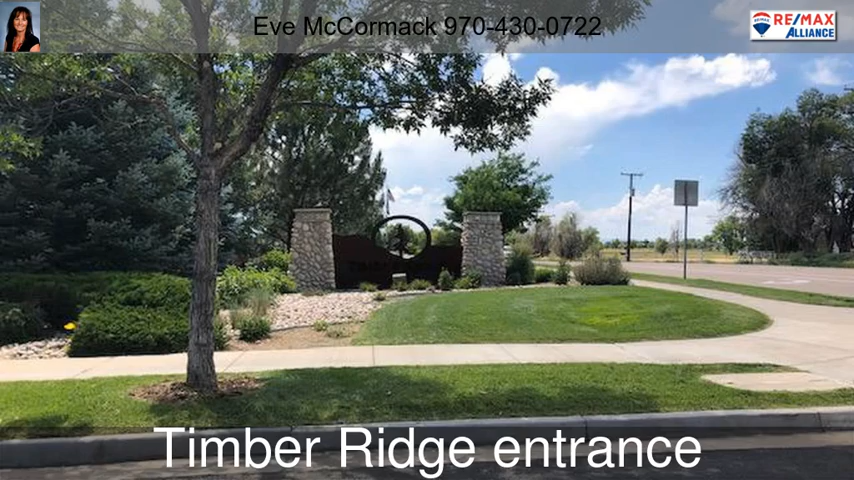 Eve McCormack 970-430-0722
RE/MAX
ALLIANCE
Timber Ridge entrance